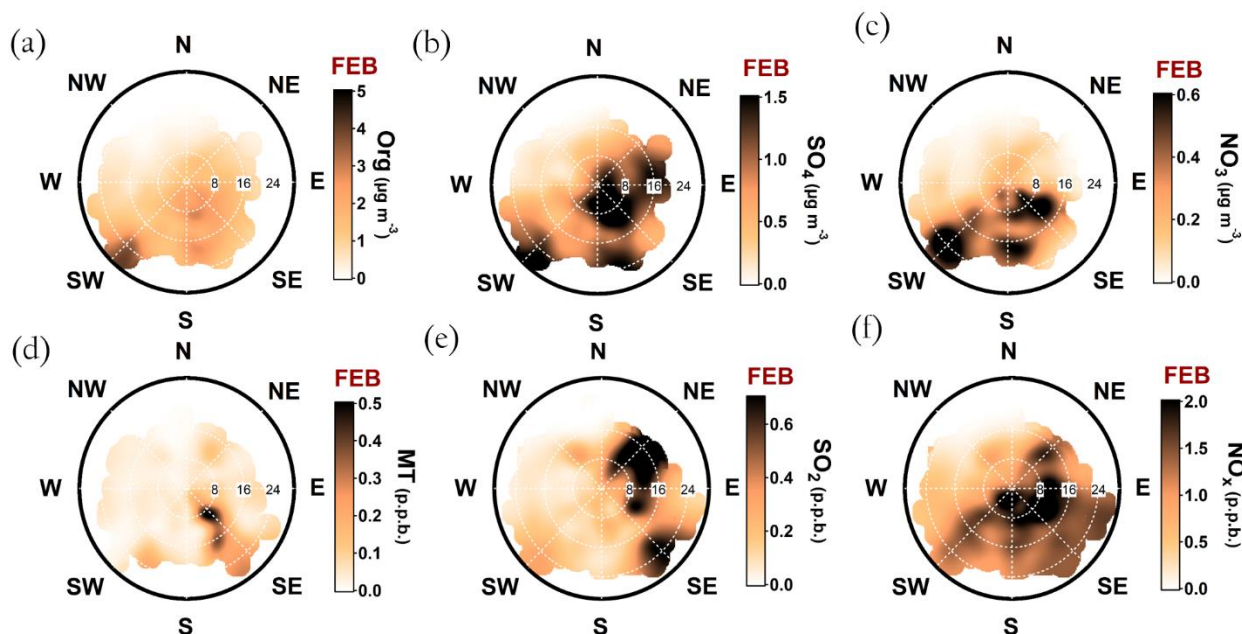 (a)
N
NW
NE
W
E
SW
SE
S
8
16
24
FEB
5
4
3
2
1
0
Org (µg m⁻³)
(b)
N
NW
NE
W
E
SW
SE
S
8
16
24
FEB
1.5
1.0
0.5
0.0
SO₄ (µg m⁻³)
(c)
N
NW
NE
W
E
SW
SE
S
8
16
24
FEB
0.6
0.4
0.2
0.0
NO₃ (µg m⁻³)
(d)
N
NW
NE
W
E
SW
SE
S
8
16
24
FEB
0.5
0.4
0.3
0.2
0.1
0.0
MT (p.p.b.)
(e)
N
NW
NE
W
E
SW
SE
S
8
16
24
FEB
0.6
0.4
0.2
0.0
SO₂ (p.p.b.)
(f)
N
NW
NE
W
E
SW
SE
S
8
16
24
FEB
2.0
1.5
1.0
0.5
0.0
NOₓ (p.p.b.)